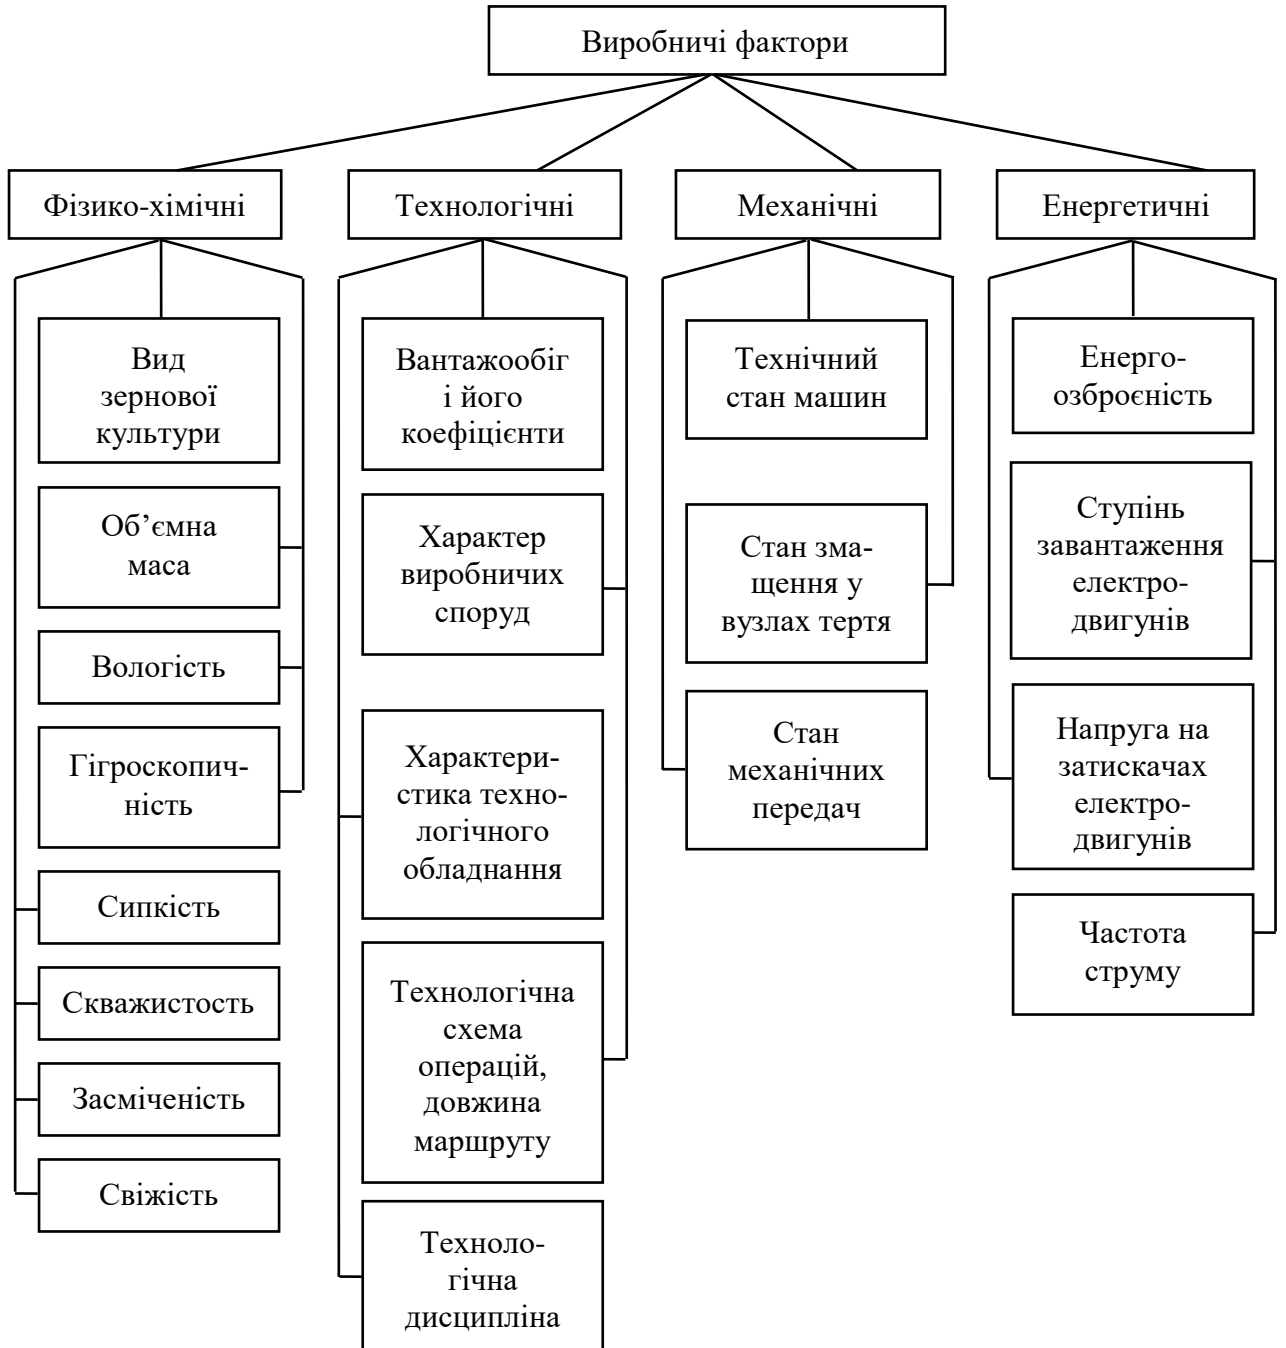 Виробничі фактори
Фізико-хімічні
Технологічні
Механічні
Енергетичні
Вид
зернової
культури
Об’ємна
маса
Вологість
Гігроскопич-
ність
Сипкість
Скважистость
Засміченість
Свіжість
Вантажообіг
і його
коефіцієнти
Характер
виробничих
споруд
Характери-
стика техно-
логічного
обладнання
Технологічна
схема
операцій,
довжина
маршруту
Техноло-
гічна
дисципліна
Технічний
стан машин
Стан зма-
щення у
вузлах тертя
Стан
механічних
передач
Енерго-
озброєність
Ступінь
завантаження
електро-
двигунів
Напруга на
затискачах
електро-
двигунів
Частота
струму